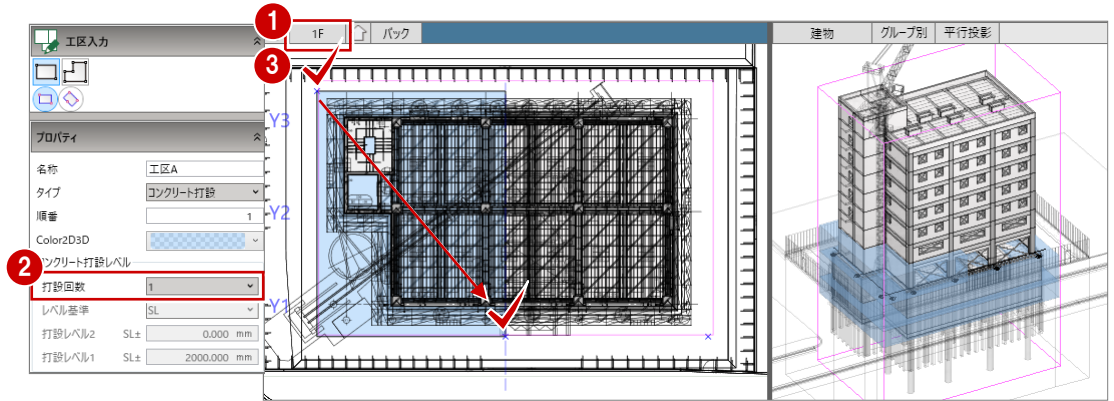 1
工区入力
1F
バック
建物
グループ別
平行投影
3
プロパティ
Y3
名称
工区A
タイプ
コンクリート打設
順番
1
Y2
Color2D3D
コンクリート打設レベル
2
打設回数
1
レベル基準
SL
Y1
打設レベル2
SL±
0.000 mm
打設レベル1
SL±
2000.000 mm